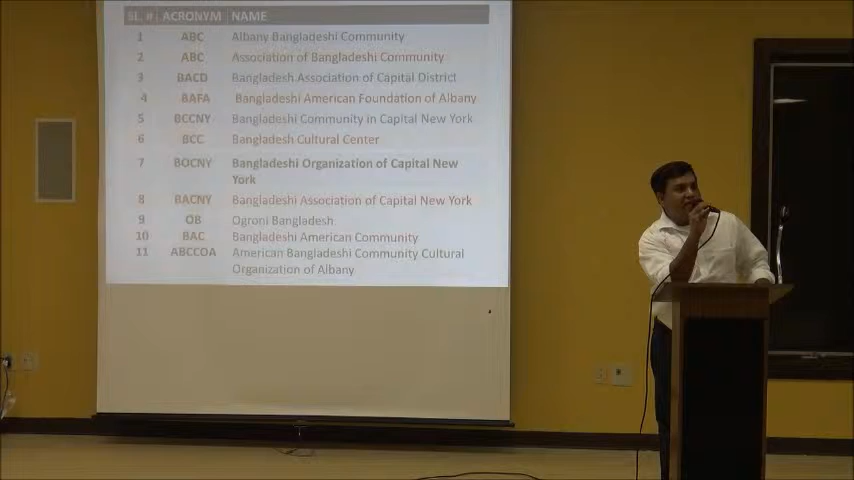 SL. # ACRONYM NAME
1 ABC Albany Bangladeshi Community
2 ABC Association of Bangladeshi Community
3 BACD Bangladesh Association of Capital District
4 BAFA Bangladeshi American Foundation of Albany
5 BCCNY Bangladeshi Community in Capital New York
6 BCC Bangladesh Cultural Center
7 BOCNY Bangladeshi Organization of Capital New
York
8 BACNY Bangladeshi Association of Capital New York
9 OB Ogroni Bangladesh
10 BAC Bangladeshi American Community
11 ABCCOA American Bangladeshi Community Cultural
Organization of Albany